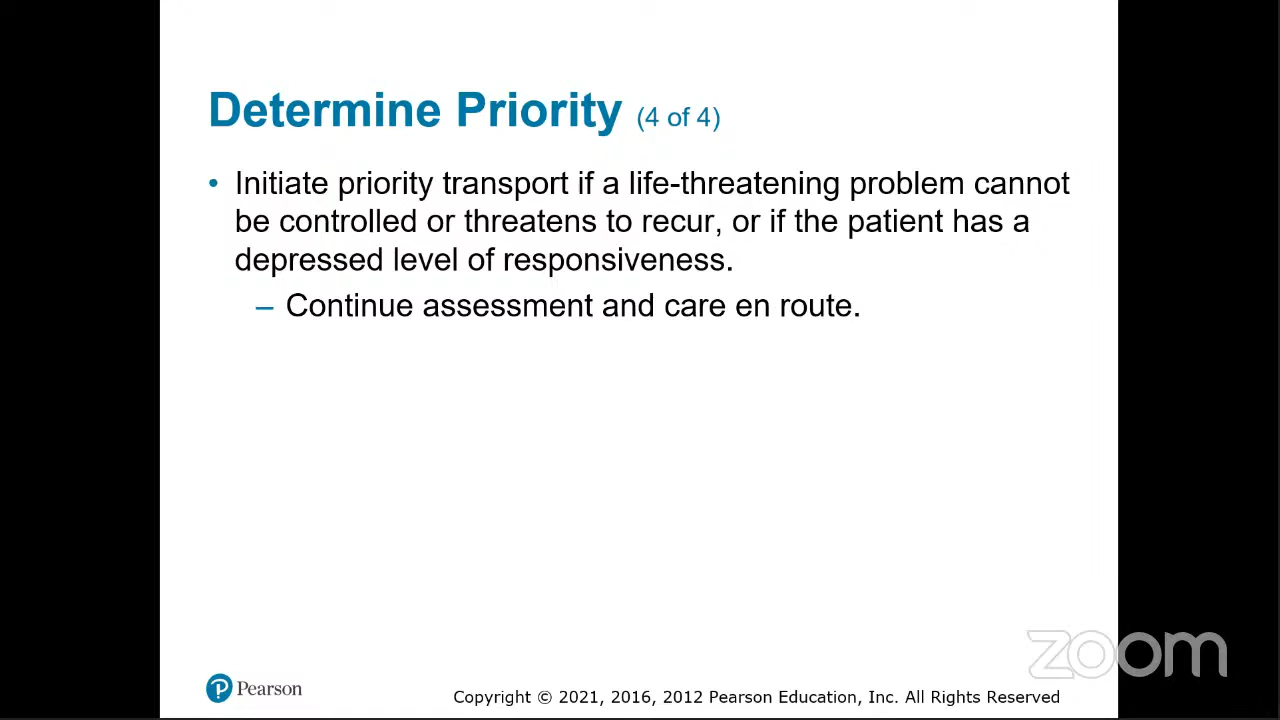 Determine Priority (4 of 4)
• Initiate priority transport if a life-threatening problem cannot
be controlled or threatens to recur, or if the patient has a
depressed level of responsiveness.
– Continue assessment and care en route.
zoom
Pearson
Copyright © 2021, 2016, 2012 Pearson Education, Inc. All Rights Reserved